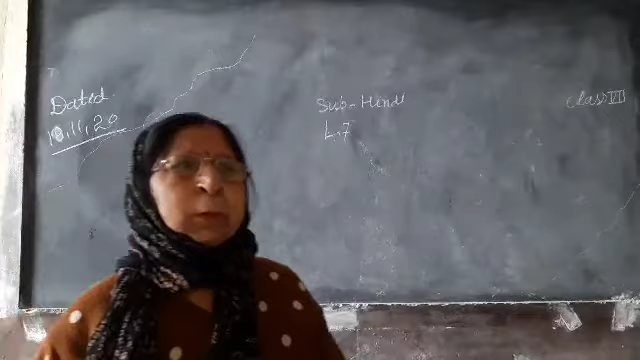 Dated
10.11.20
Sub- Hindi
L.7
Class VII